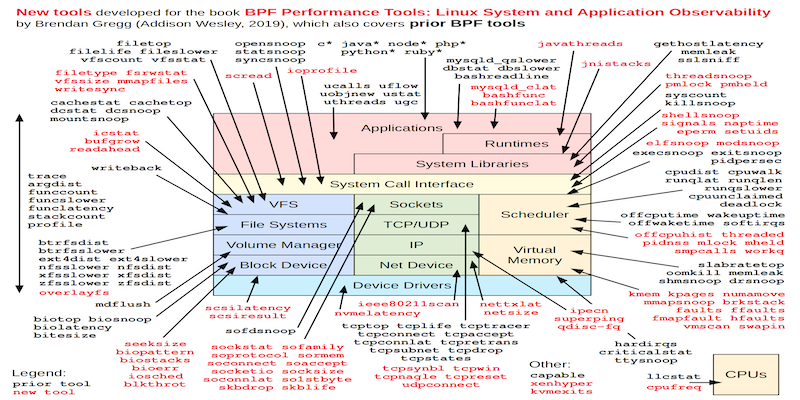 New tools developed for the book BPF Performance Tools: Linux System and Application Observability
by Brendan Gregg (Addison Wesley, 2019), which also covers prior BPF tools
filetop
filelife fileslower
vfscount vfsstat
opensnoop
statsnoop
syncsnoop
c* java* node* php*
python* ruby*
javathreads
gethostlatency
memleak
sslsniff
filetype fsrwstat
vfssize mmapfiles
writesync
scread
ioprofile
mysqld_qslower
dbstat dbslower
bashreadline
jnistacks
threadsnoop
pmlock pmheld
ucalls uflow
uobjnew ustat
uthreads ugc
mysqld_clat
bashfunc
bashfunclat
syscount
killsnoop
cachestat cachetop
dcstat dcsnoop
mountsnoop
shellsnoop
signals naptime
eperm setuids
icstat
bufgrow
readahead
Applications
Runtimes
System Libraries
System Call Interface
elfsnoop modsnoop
execsnoop exitsnoop
pidpersec
writeback
cpudist cpuwalk
runqlat runqlen
runqslower
cpuunclaimed
deadlock
trace
argdist
funccount
funcslower
funclatency
stackcount
profile
VFS
File Systems
Volume Manager
Block Device
Sockets
TCP/UDP
IP
Net Device
Device Drivers
Scheduler
Virtual
Memory
offcputime wakeuptime
offwaketime softirqs
offcpuhist threaded
pidnss mlock mheld
smpcalls workq
btrfsdist
btrfsslower
ext4dist ext4slower
nfsslower nfsdist
xfsslower xfsdist
zfsslower zfsdist
overlayfs
slabratetop
oomkill memleak
shmsnoop drsnoop
kmem kpages numamove
mmapsnoop brkstack
faults ffaults
fmapfault hfaults
vmscan swapin
mdflush
biotop biosnoop
biolatency
bitesize
scsilatency
scsiresult
nvmelatency
ieee80211scan
nettxlat
netsize
ipecn
superping
qdisc-fq
seeksize
biopattern
biostacks
bioerr
iosched
blkthrot
sofdsnoop
sockstat sofamily
soprotocol sormem
soconnect soaccept
socketio socksize
soconnlat solstbyte
skbdrop skblife
tcptop tcplife tcptracer
tcpconnect tcpaccept
tcpconnlat tcpretrans
tcpsubnet tcpdrop
tcpstates
tcpsynbl tcpwin
tcpnagle tcpreset
udpconnect
hardirqs
criticalstat
ttysnoop
Legend:
prior tool
new tool
Other:
capable
xenhyper
kvmexits
llcstat
cpufreq
CPUs